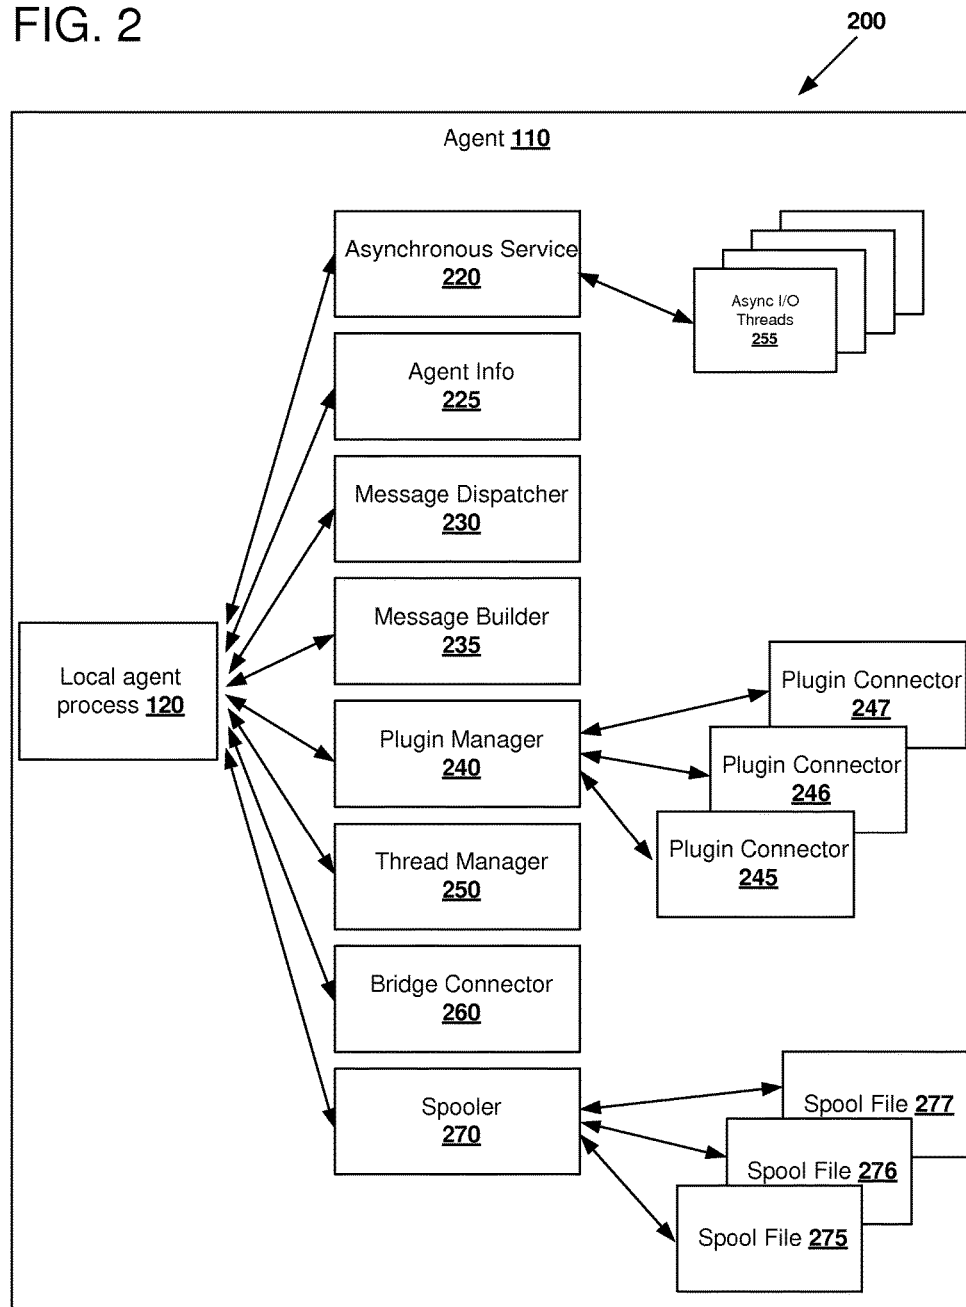 FIG. 2
200
Agent 110
Asynchronous Service
220
Async I/O
Threads
255
Agent Info
225
Message Dispatcher
230
Message Builder
235
Local agent
process 120
Plugin Manager
240
Plugin Connector
247
Plugin Connector
246
Plugin Connector
245
Thread Manager
250
Bridge Connector
260
Spooler
270
Spool File 277
Spool File 276
Spool File 275